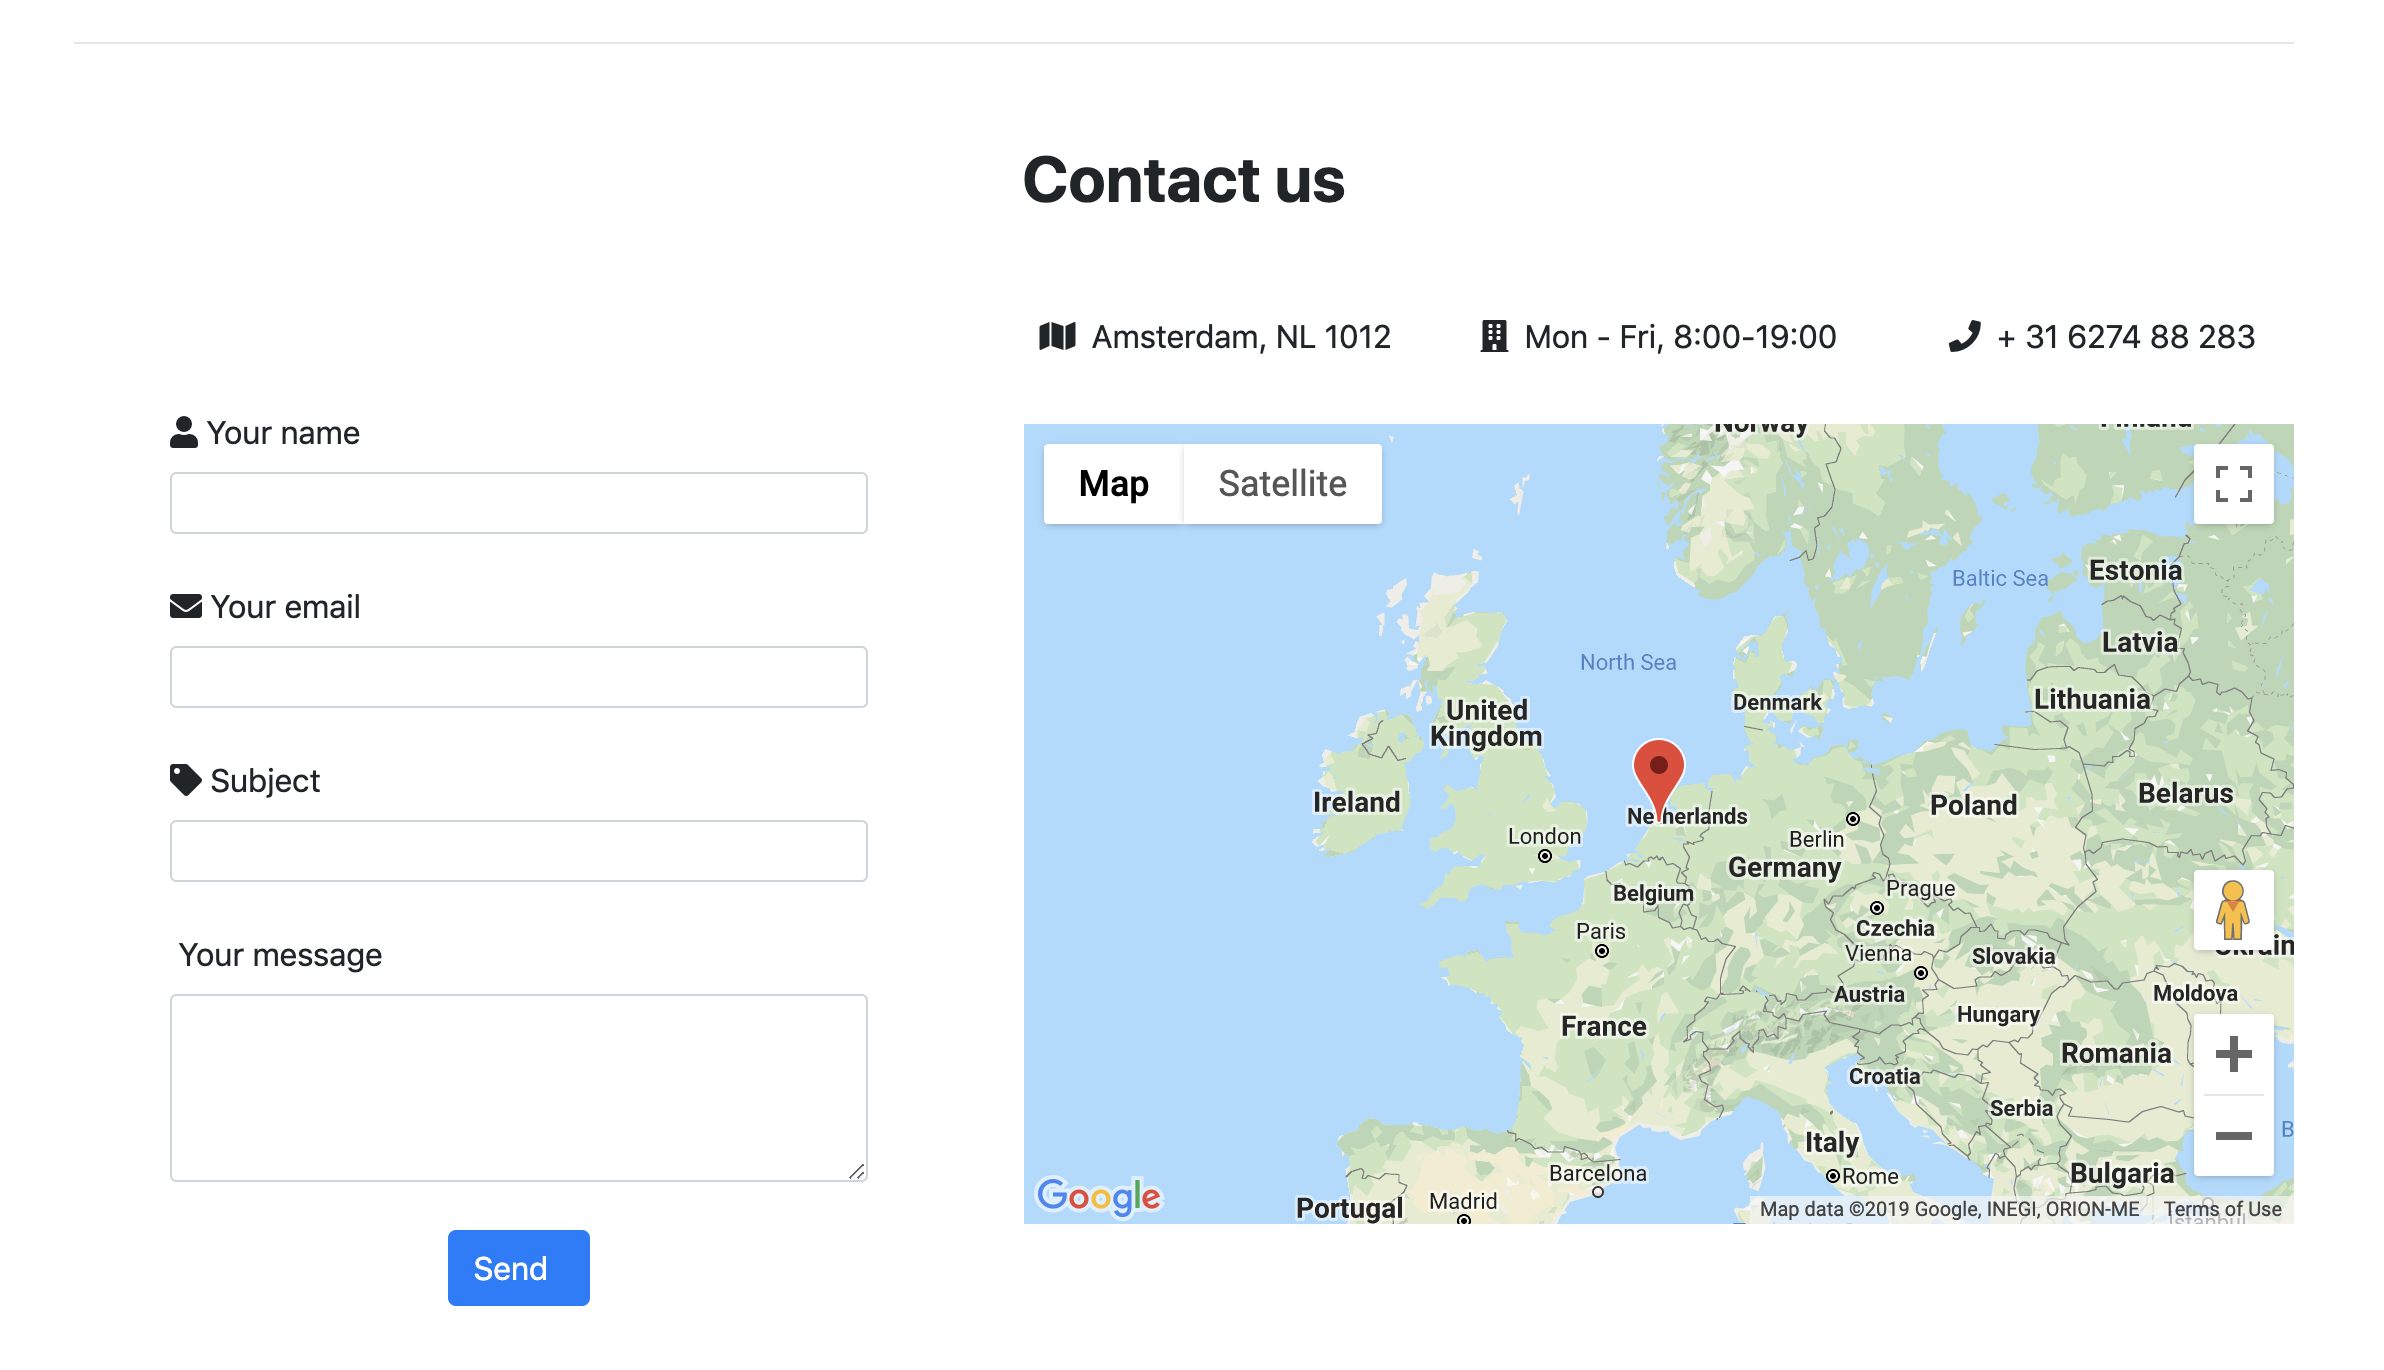 Contact us
Amsterdam, NL 1012
Mon - Fri, 8:00-19:00
+ 31 6274 88 283
Your name
Your email
Subject
Your message
Send
Map
Satellite
Norway
Finland
Estonia
Baltic Sea
Latvia
North Sea
Lithuania
Denmark
United
Kingdom
Ireland
Netherlands
Poland
Belarus
London
Berlin
Germany
Belgium
Prague
Paris
Czechia
Vienna
Slovakia
Ukrain
Austria
Moldova
Hungary
France
Romania
Croatia
Serbia
B
Italy
Barcelona
Rome
Bulgaria
Madrid
Portugal
Google
Map data ©2019 Google, INEGI, ORION-ME
Terms of Use
Istanbul